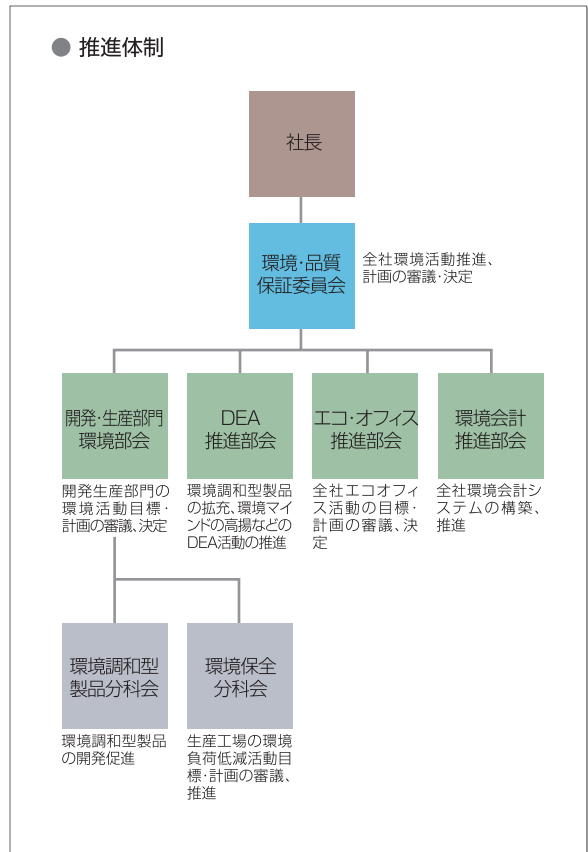 ● 推進体制
社長
環境・品質
保証委員会
全社環境活動推進、
計画の審議・決定
開発・生産部門
環境部会
開発生産部門の
環境活動目標・
計画の審議、決定
DEA
推進部会
環境調和型製品
の拡充、環境マイ
ンドの高揚などの
DEA活動の推進
エコ・オフィス
推進部会
全社エコオフィ
ス活動の目標・
計画の審議、決
定
環境会計
推進部会
全社環境会計シ
ステムの構築、
推進
環境調和型
製品分科会
環境調和型製品
の開発促進
環境保全
分科会
生産工場の環境
負荷低減活動目
標・計画の審議、
推進